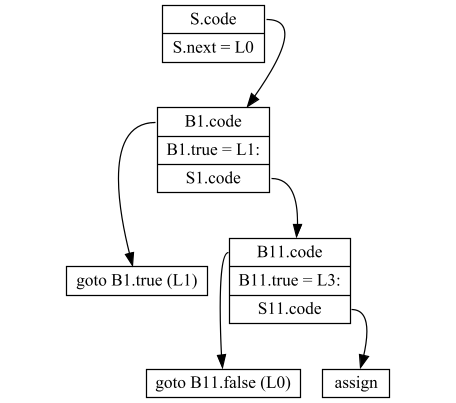 S.code
S.next = L0
B1.code
B1.true = L1:
S1.code
goto B1.true (L1)
B11.code
B11.true = L3:
S11.code
goto B11.false (L0)
assign